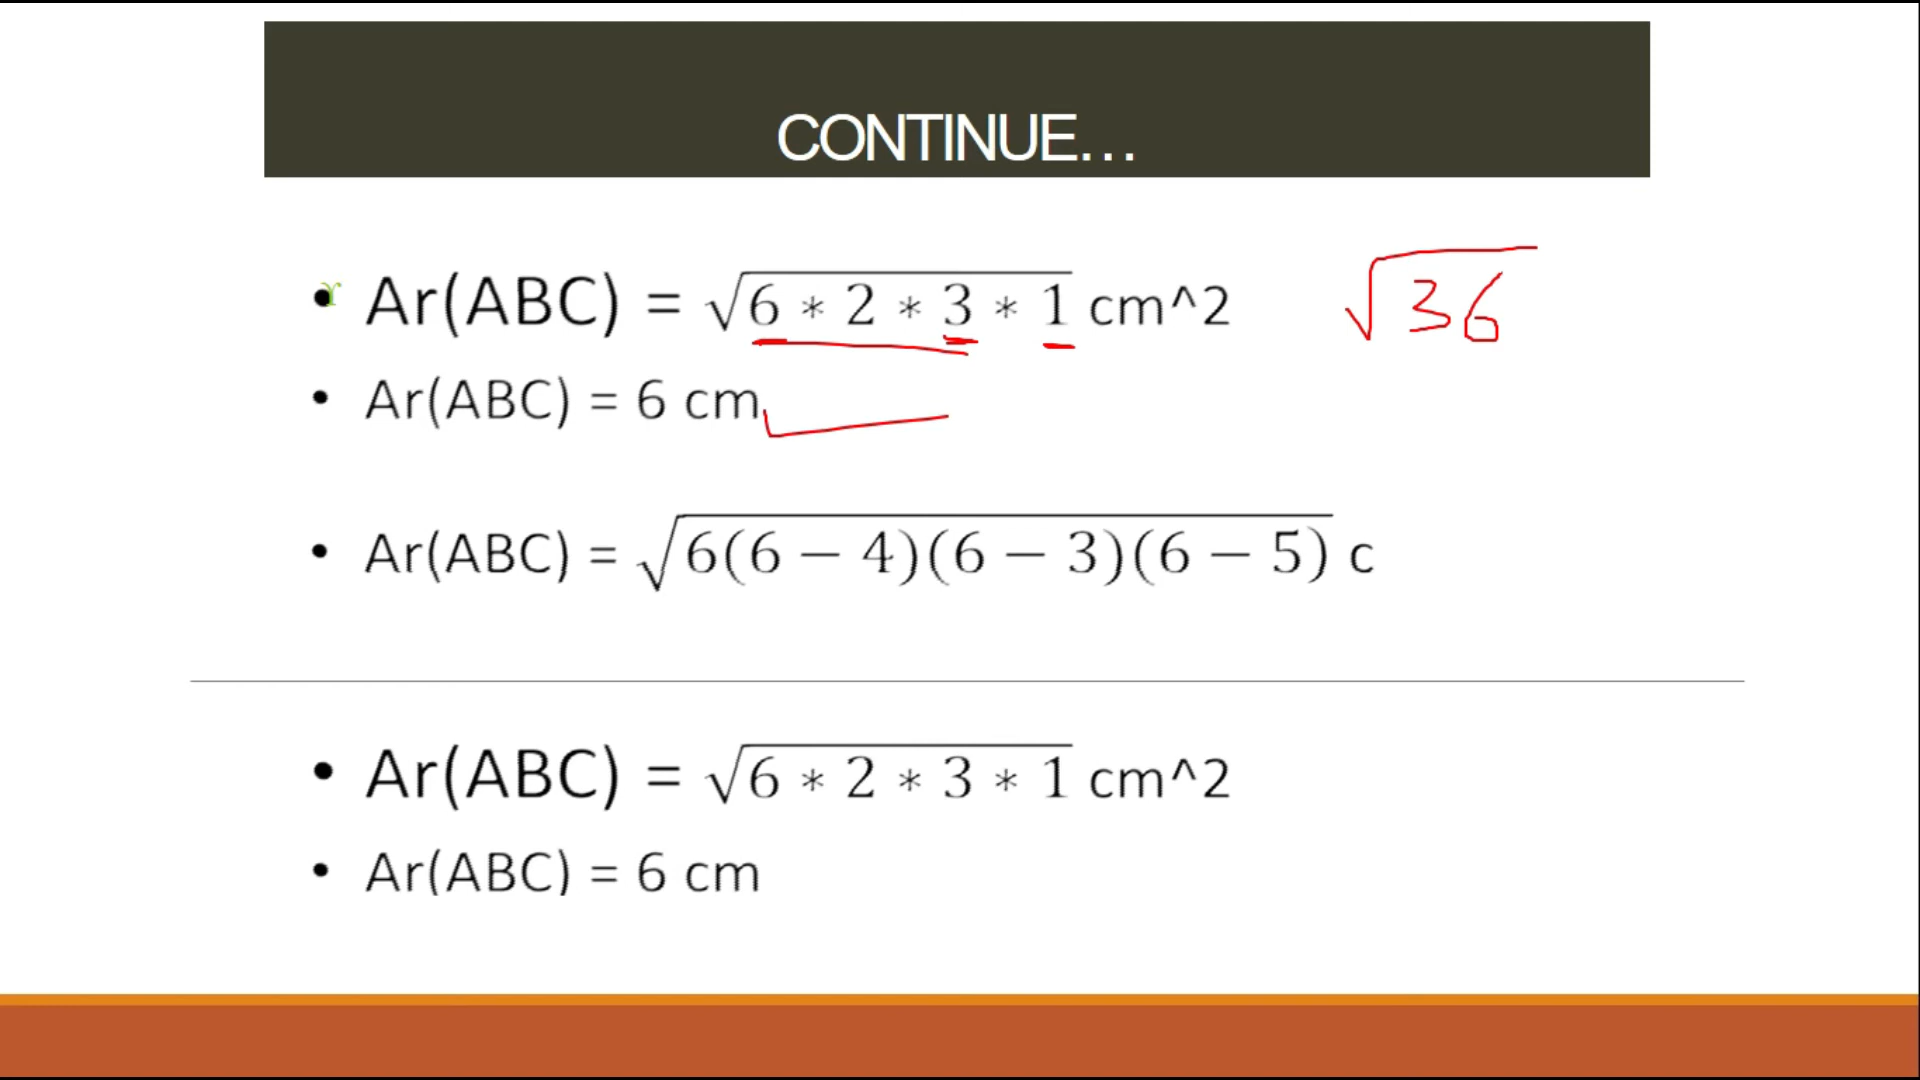 CONTINUE...
• Ar(ABC) = √6 * 2 * 3 * 1 cm^2 √36
• Ar(ABC) = 6 cm
• Ar(ABC) = √6(6 − 4)(6 − 3)(6 − 5) c
• Ar(ABC) = √6 * 2 * 3 * 1 cm^2
• Ar(ABC) = 6 cm